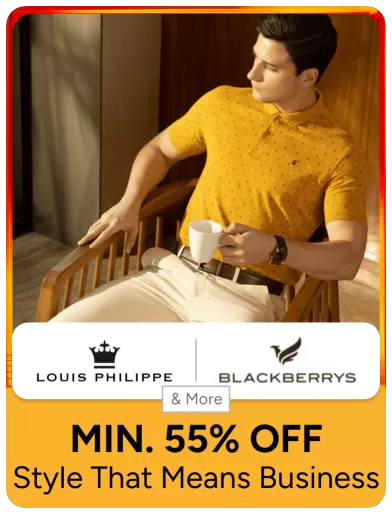 LOUIS PHILIPPE
BLACKBERRYS
& More
MIN. 55% OFF
Style That Means Business